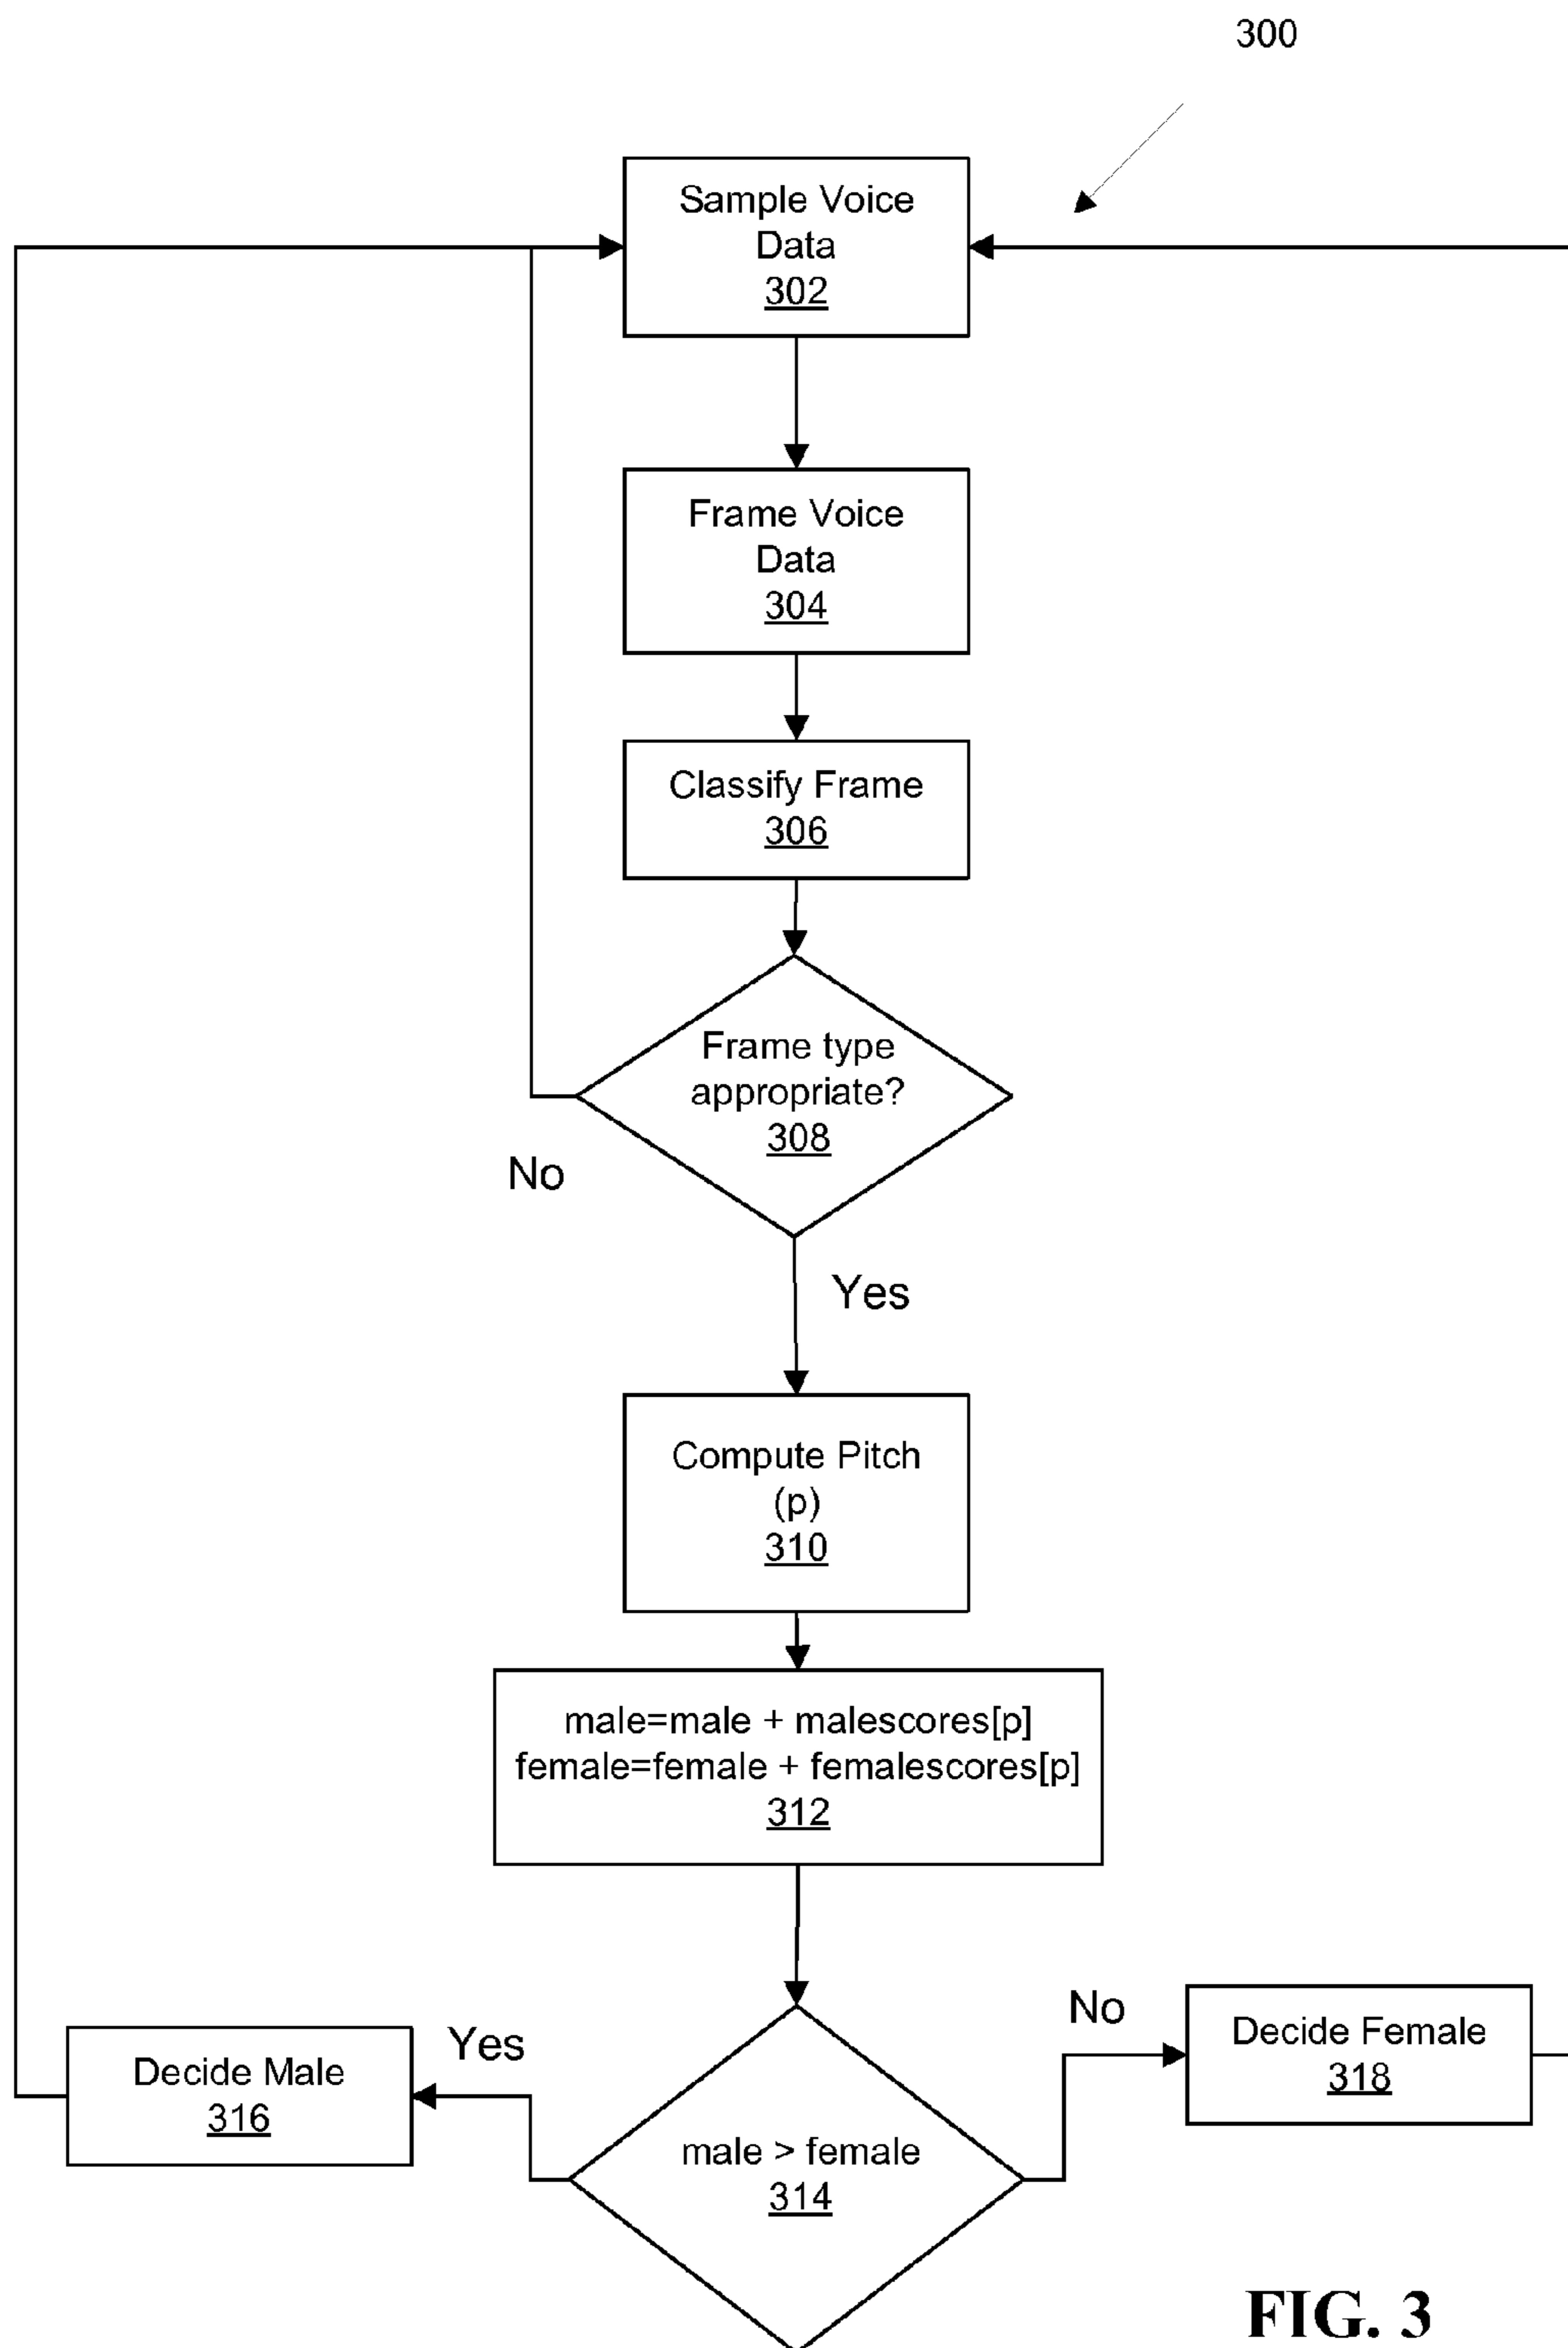 300
Sample Voice
Data
302
Frame Voice
Data
304
Classify Frame
306
Frame type
appropriate?
308
No
Yes
Compute Pitch
(p)
310
male=male + malescores[p]
female=female + femalescores[p]
312
No
Decide Female
318
Yes
Decide Male
316
male > female
314
FIG. 3